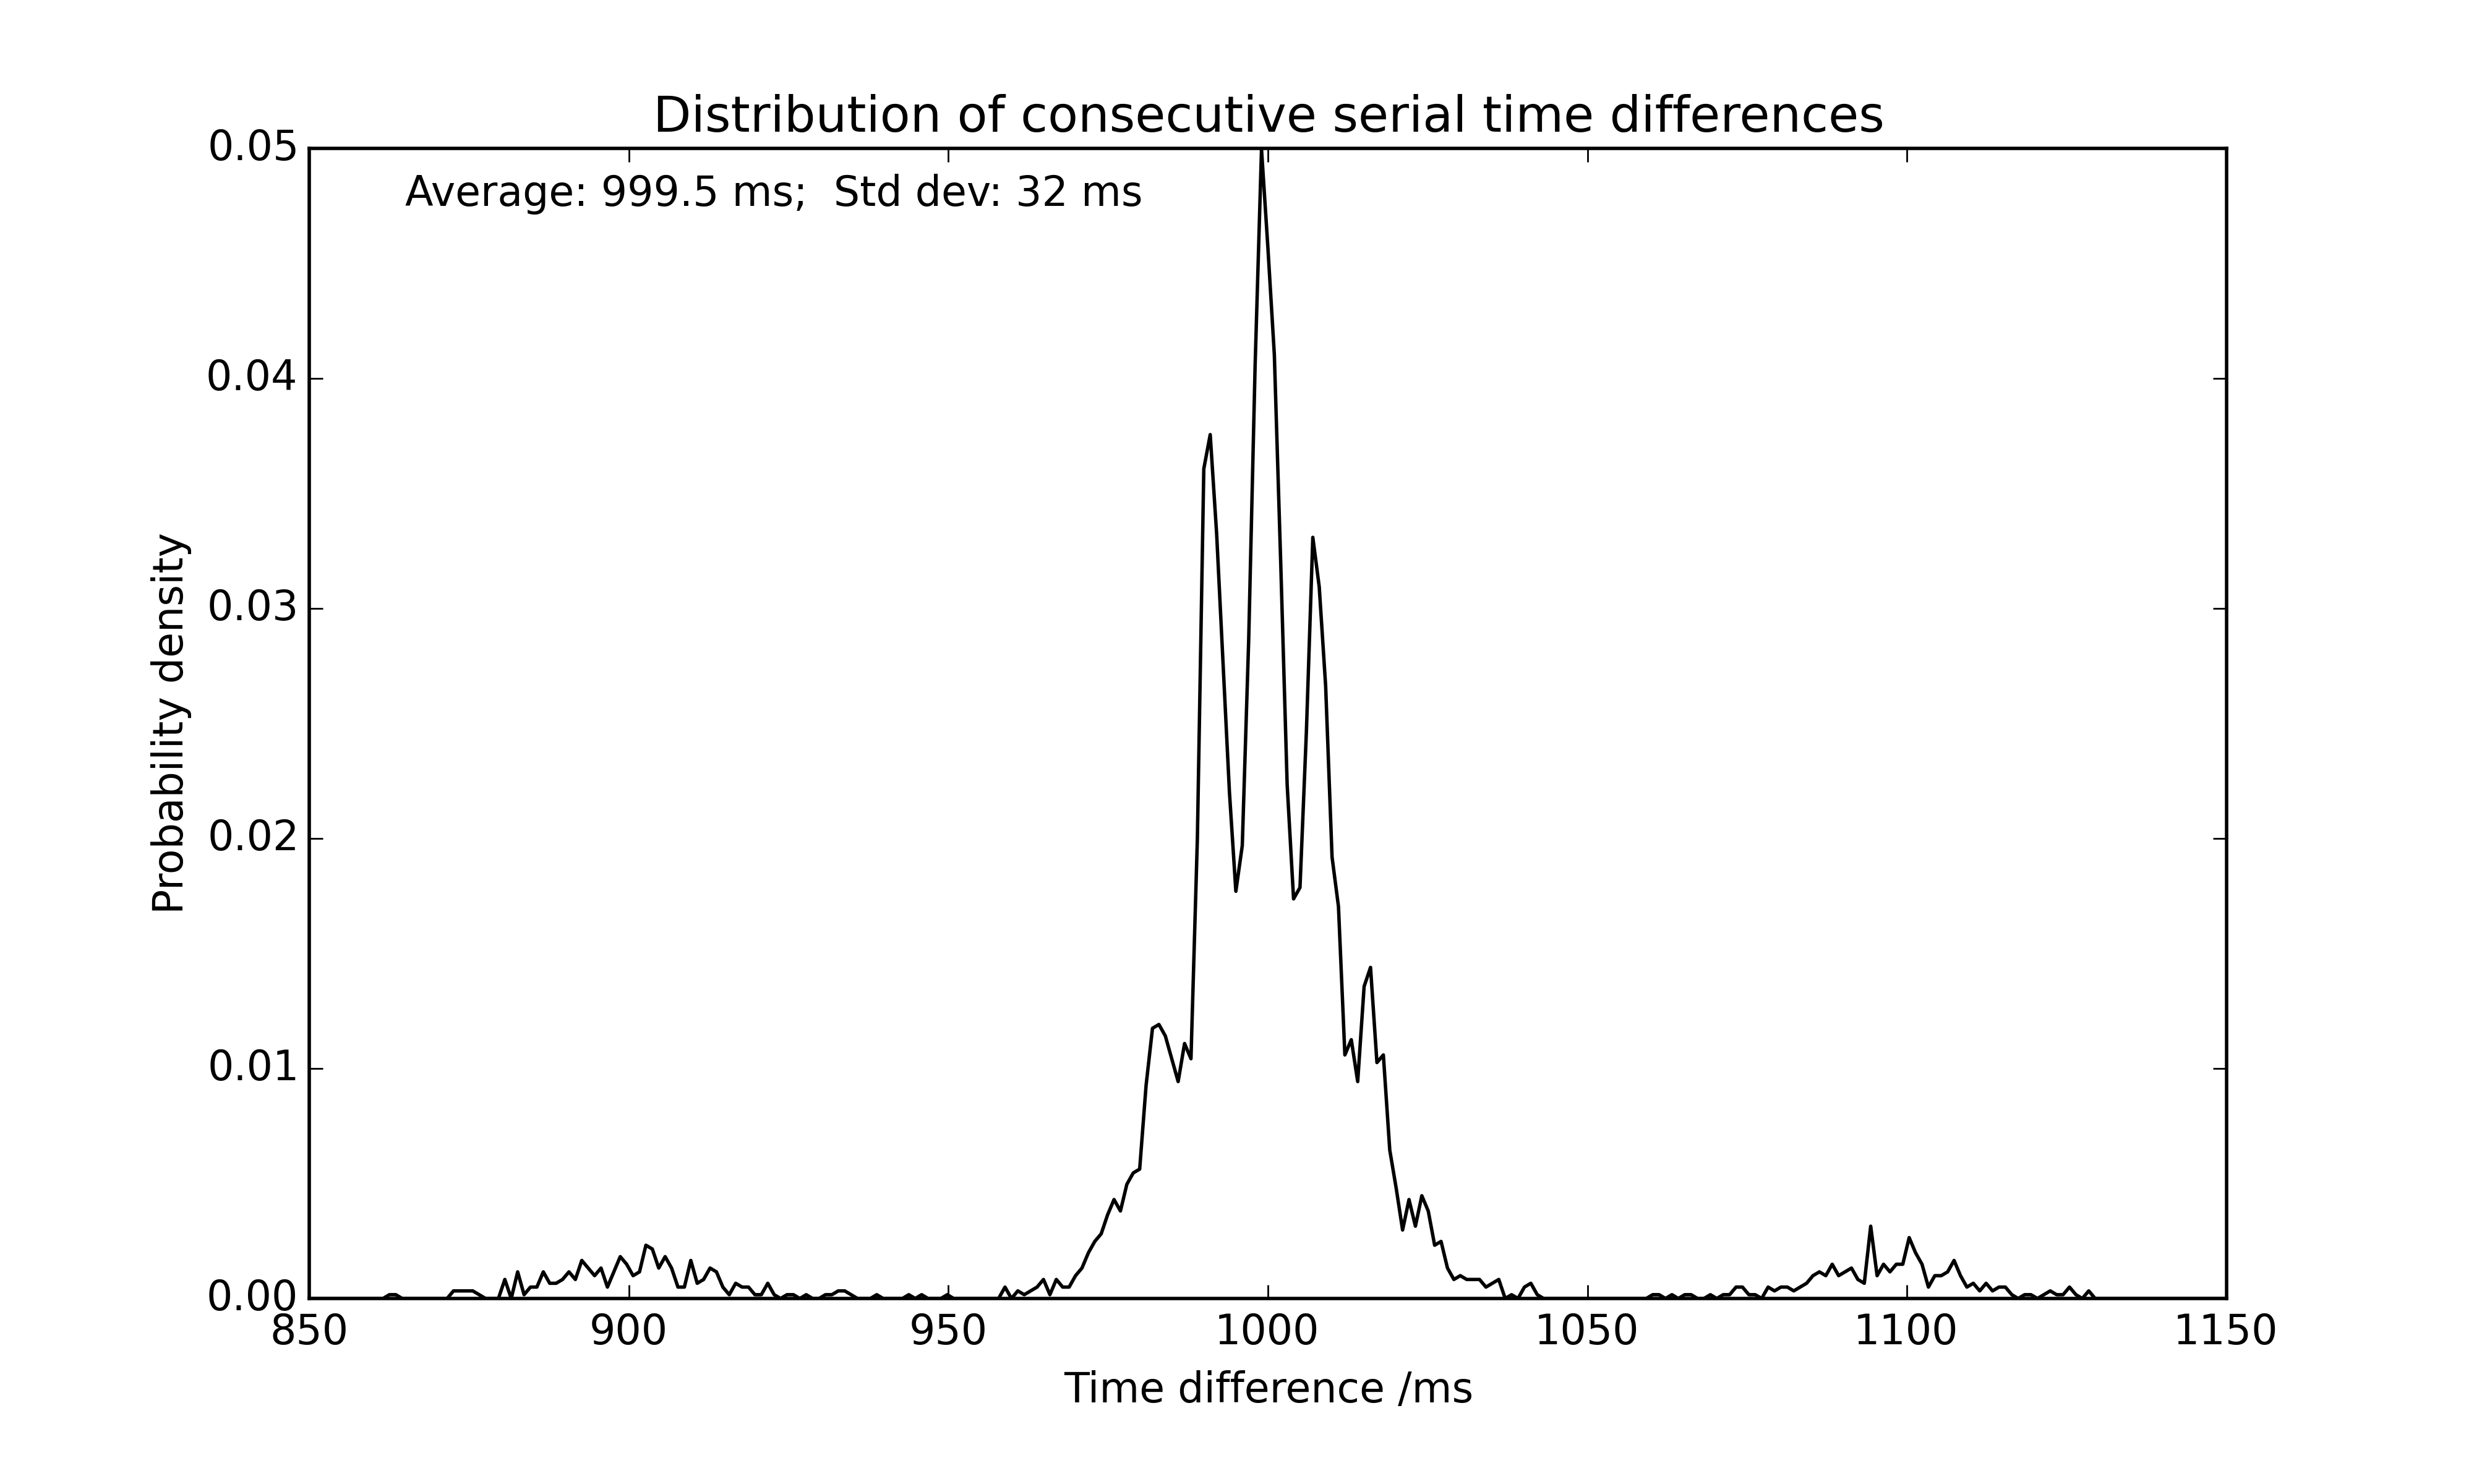 Distribution of consecutive serial time differences
Average: 999.5 ms;  Std dev: 32 ms
0.05
0.04
0.03
0.02
0.01
0.00
Probability density
850 900 950 1000 1050 1100 1150
Time difference /ms